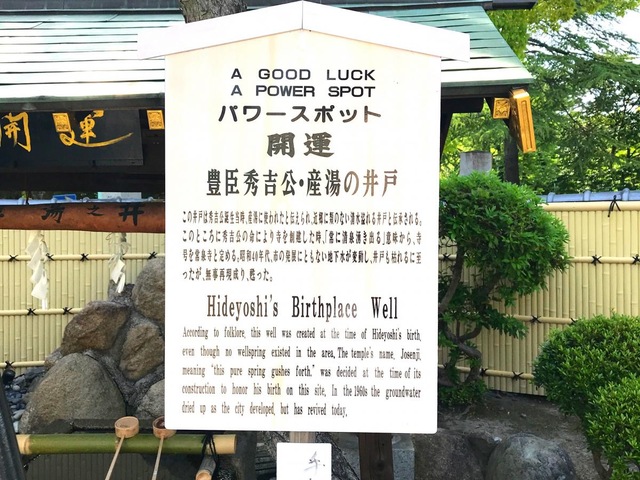 A GOOD LUCK
A POWER SPOT
パワースポット
開運
豊臣秀吉公・産湯の井戸
この井戸は秀吉公誕生当時、産湯に使われたと伝えられ、近郷に類のない清水溢れる井戸と伝承される。
このところに秀吉公の命により寺を創建した時、「常に清泉湧き出る」意味から、寺
号を常泉寺と定める。昭和40年代、市の発展にともない地下水が変動し、井戸も枯れるに至
ったが、無事再現成り、甦った。
Hideyoshi's Birthplace Well
According to folklore, this well was created at the time of Hideyoshi's birth,
even though no wellspring existed in the area. The temple's name, Josenji,
meaning "this pure spring gushes forth," was decided at the time of its
construction to honor his birth on this site. In the 1960s the groundwater
dried up as the city developed, but has revived today.
開運
之井